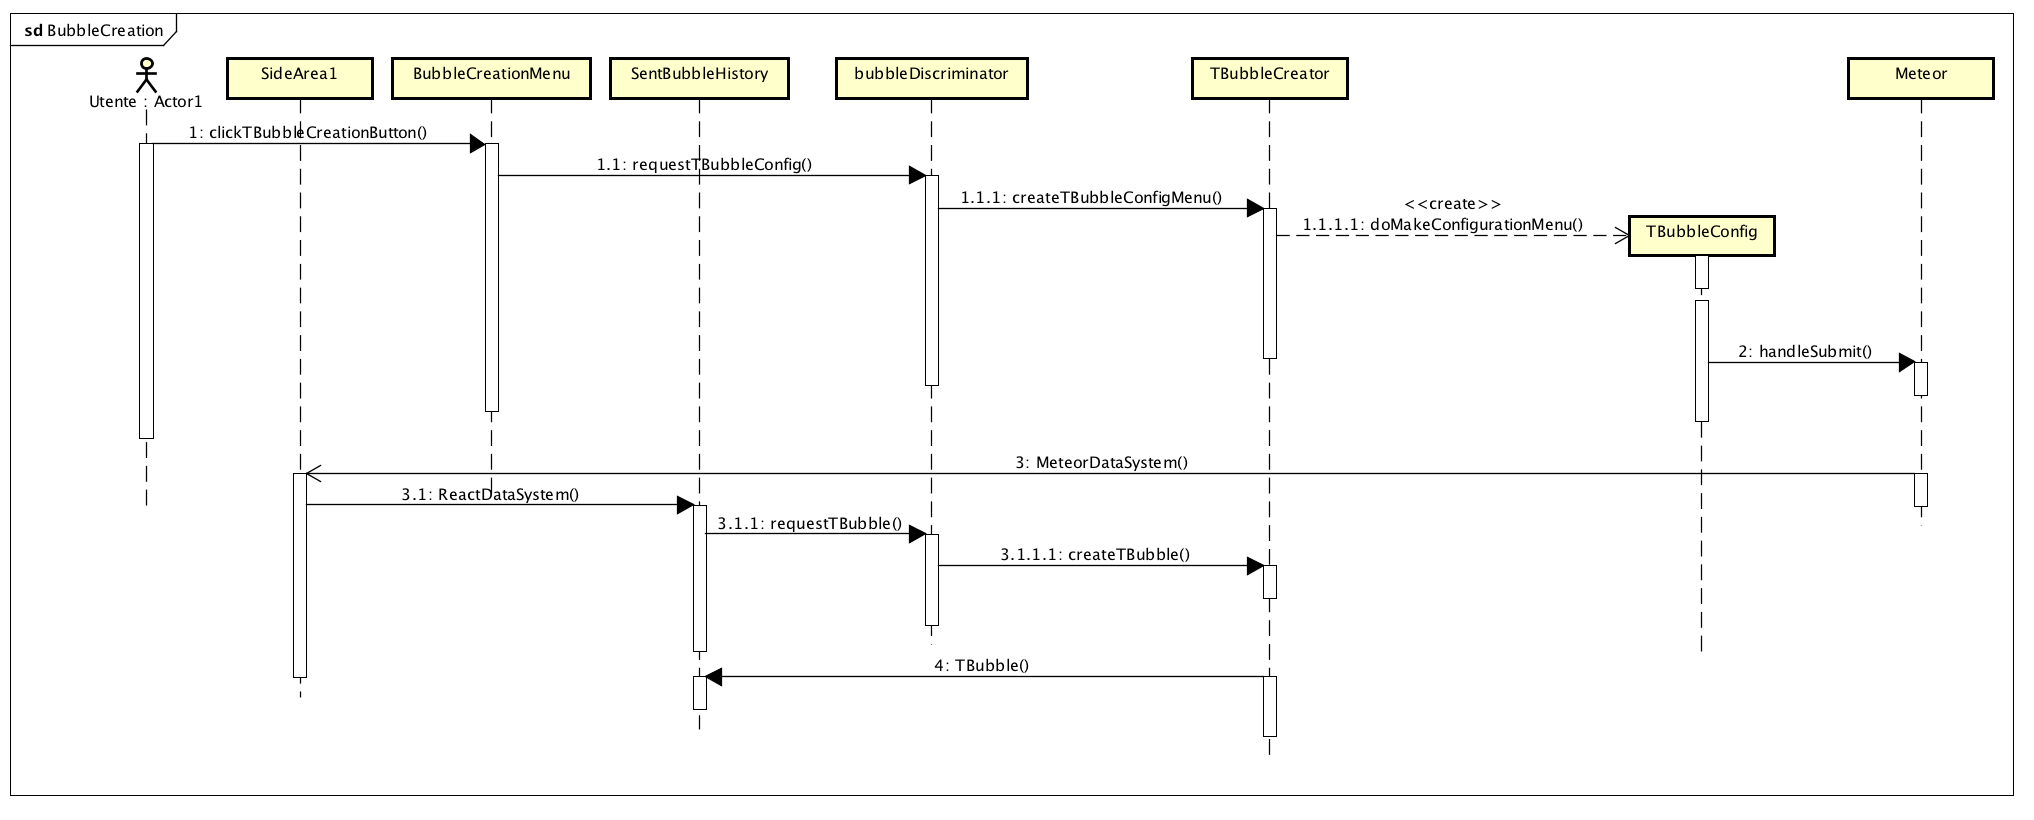 sd BubbleCreation
Utente : Actor1
SideArea1
BubbleCreationMenu
SentBubbleHistory
bubbleDiscriminator
TBubbleCreator
Meteor
1: clickTBubbleCreationButton()
1.1: requestTBubbleConfig()
1.1.1: createTBubbleConfigMenu()
<<create>>
1.1.1.1: doMakeConfigurationMenu()
TBubbleConfig
2: handleSubmit()
3: MeteorDataSystem()
3.1: ReactDataSystem()
3.1.1: requestTBubble()
3.1.1.1: createTBubble()
4: TBubble()